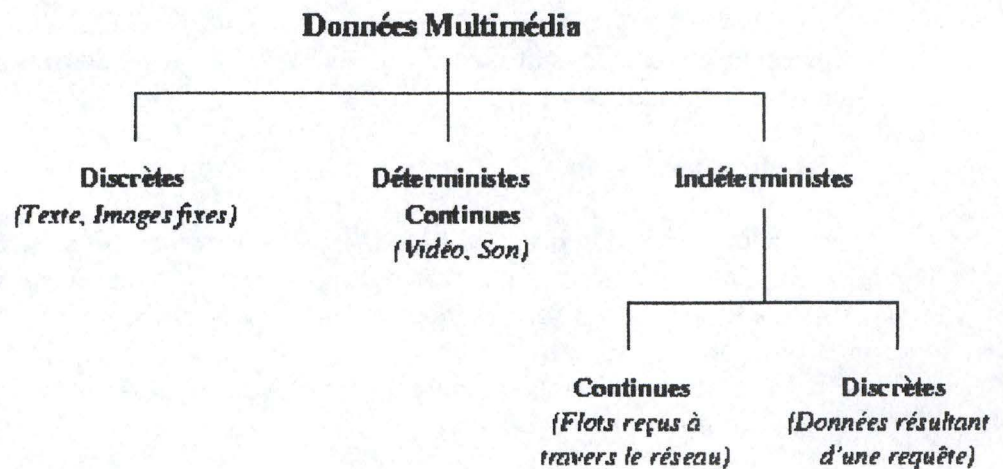 Données Multimédia
Discrètes
(Texte, Images fixes)
Déterministes
Continues
(Vidéo, Son)
Indéterministes
Continues
(Flots reçus à
travers le réseau)
Discrètes
(Données résultant
d'une requête)